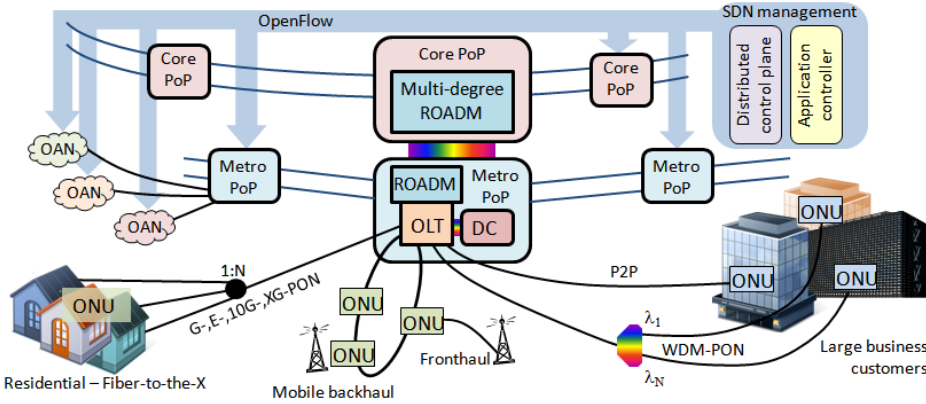 OpenFlow
SDN management
Distributed
control plane
Application
controller
Core
PoP
Core PoP
Multi-degree
ROADM
Core
PoP
OAN
OAN
OAN
Metro
PoP
ROADM
Metro
PoP
OLT
DC
Metro
PoP
ONU
ONU
ONU
1:N
G-,E-,10G-,XG-PON
P2P
ONU
ONU
ONU
ONU
Fronthaul
λ1
WDM-PON
λN
Large business
customers
Residential – Fiber-to-the-X
Mobile backhaul